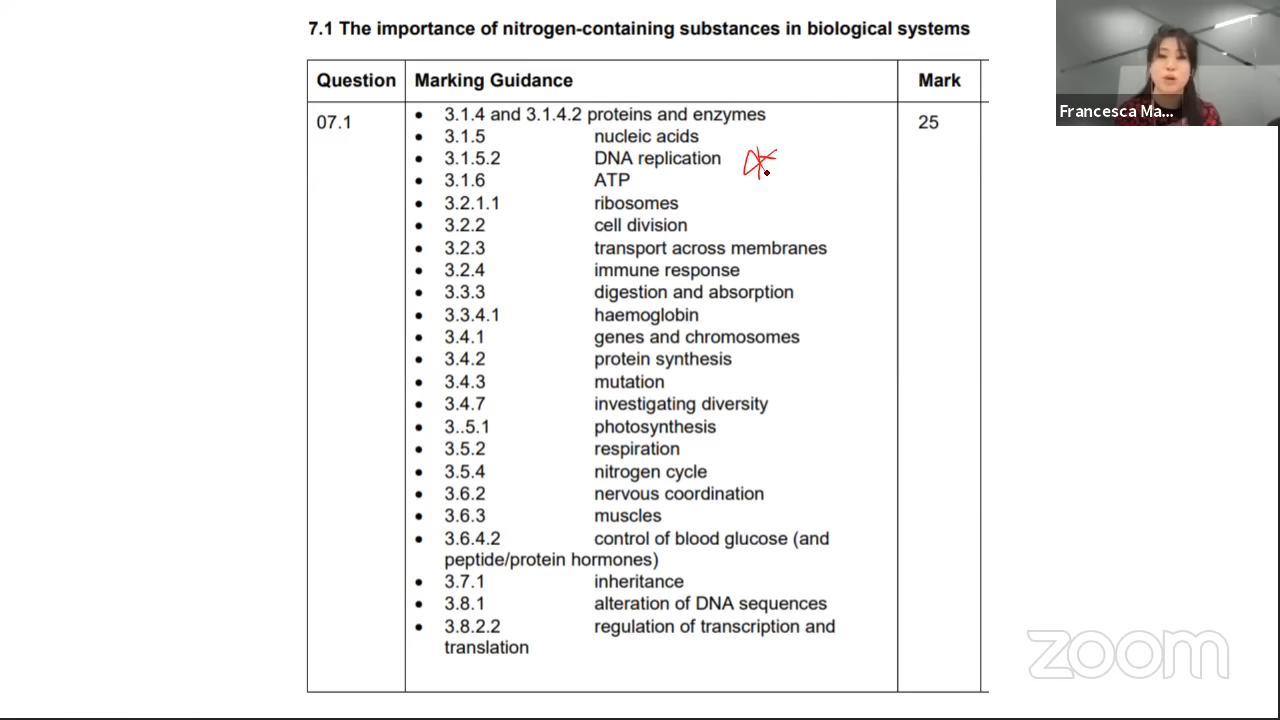 7.1 The importance of nitrogen-containing substances in biological systems
Question Marking Guidance Mark
07.1 25
• 3.1.4 and 3.1.4.2 proteins and enzymes
• 3.1.5 nucleic acids
• 3.1.5.2 DNA replication
• 3.1.6 ATP
• 3.2.1.1 ribosomes
• 3.2.2 cell division
• 3.2.3 transport across membranes
• 3.2.4 immune response
• 3.3.3 digestion and absorption
• 3.3.4.1 haemoglobin
• 3.4.1 genes and chromosomes
• 3.4.2 protein synthesis
• 3.4.3 mutation
• 3.4.7 investigating diversity
• 3..5.1 photosynthesis
• 3.5.2 respiration
• 3.5.4 nitrogen cycle
• 3.6.2 nervous coordination
• 3.6.3 muscles
• 3.6.4.2 control of blood glucose (and
peptide/protein hormones)
• 3.7.1 inheritance
• 3.8.1 alteration of DNA sequences
• 3.8.2.2 regulation of transcription and
translation
Francesca Ma...
zoom